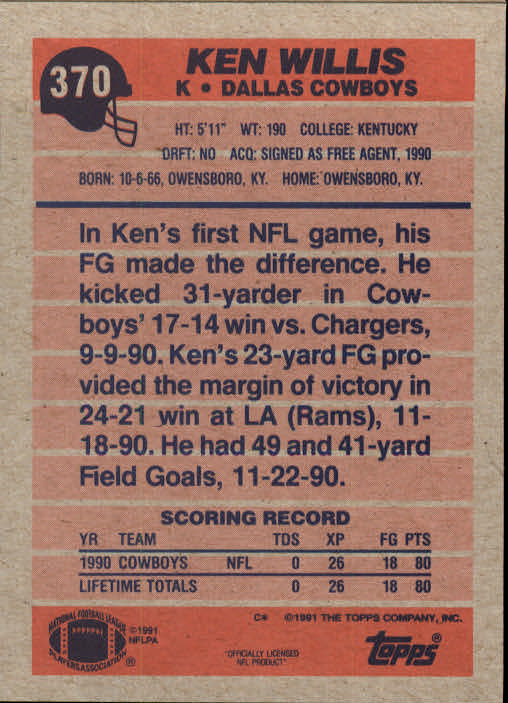 370
KEN WILLIS
K • DALLAS COWBOYS
HT: 5'11" WT: 190 COLLEGE: KENTUCKY
DRFT: NO ACQ: SIGNED AS FREE AGENT, 1990
BORN: 10-6-66, OWENSBORO, KY. HOME: OWENSBORO, KY.
In Ken's first NFL game, his
FG made the difference. He
kicked 31-yarder in Cow-
boys' 17-14 win vs. Chargers,
9-9-90. Ken's 23-yard FG pro-
vided the margin of victory in
24-21 win at LA (Rams), 11-
18-90. He had 49 and 41-yard
Field Goals, 11-22-90.
SCORING RECORD
YR TEAM TDS XP FG PTS
1990 COWBOYS NFL 0 26 18 80
LIFETIME TOTALS 0 26 18 80
C* ©1991 THE TOPPS COMPANY, INC.
NATIONAL FOOTBALL LEAGUE
PLAYERS ASSOCIATION ®
©1991
NFLPA
"OFFICIALLY LICENSED
NFL PRODUCT"
topps®